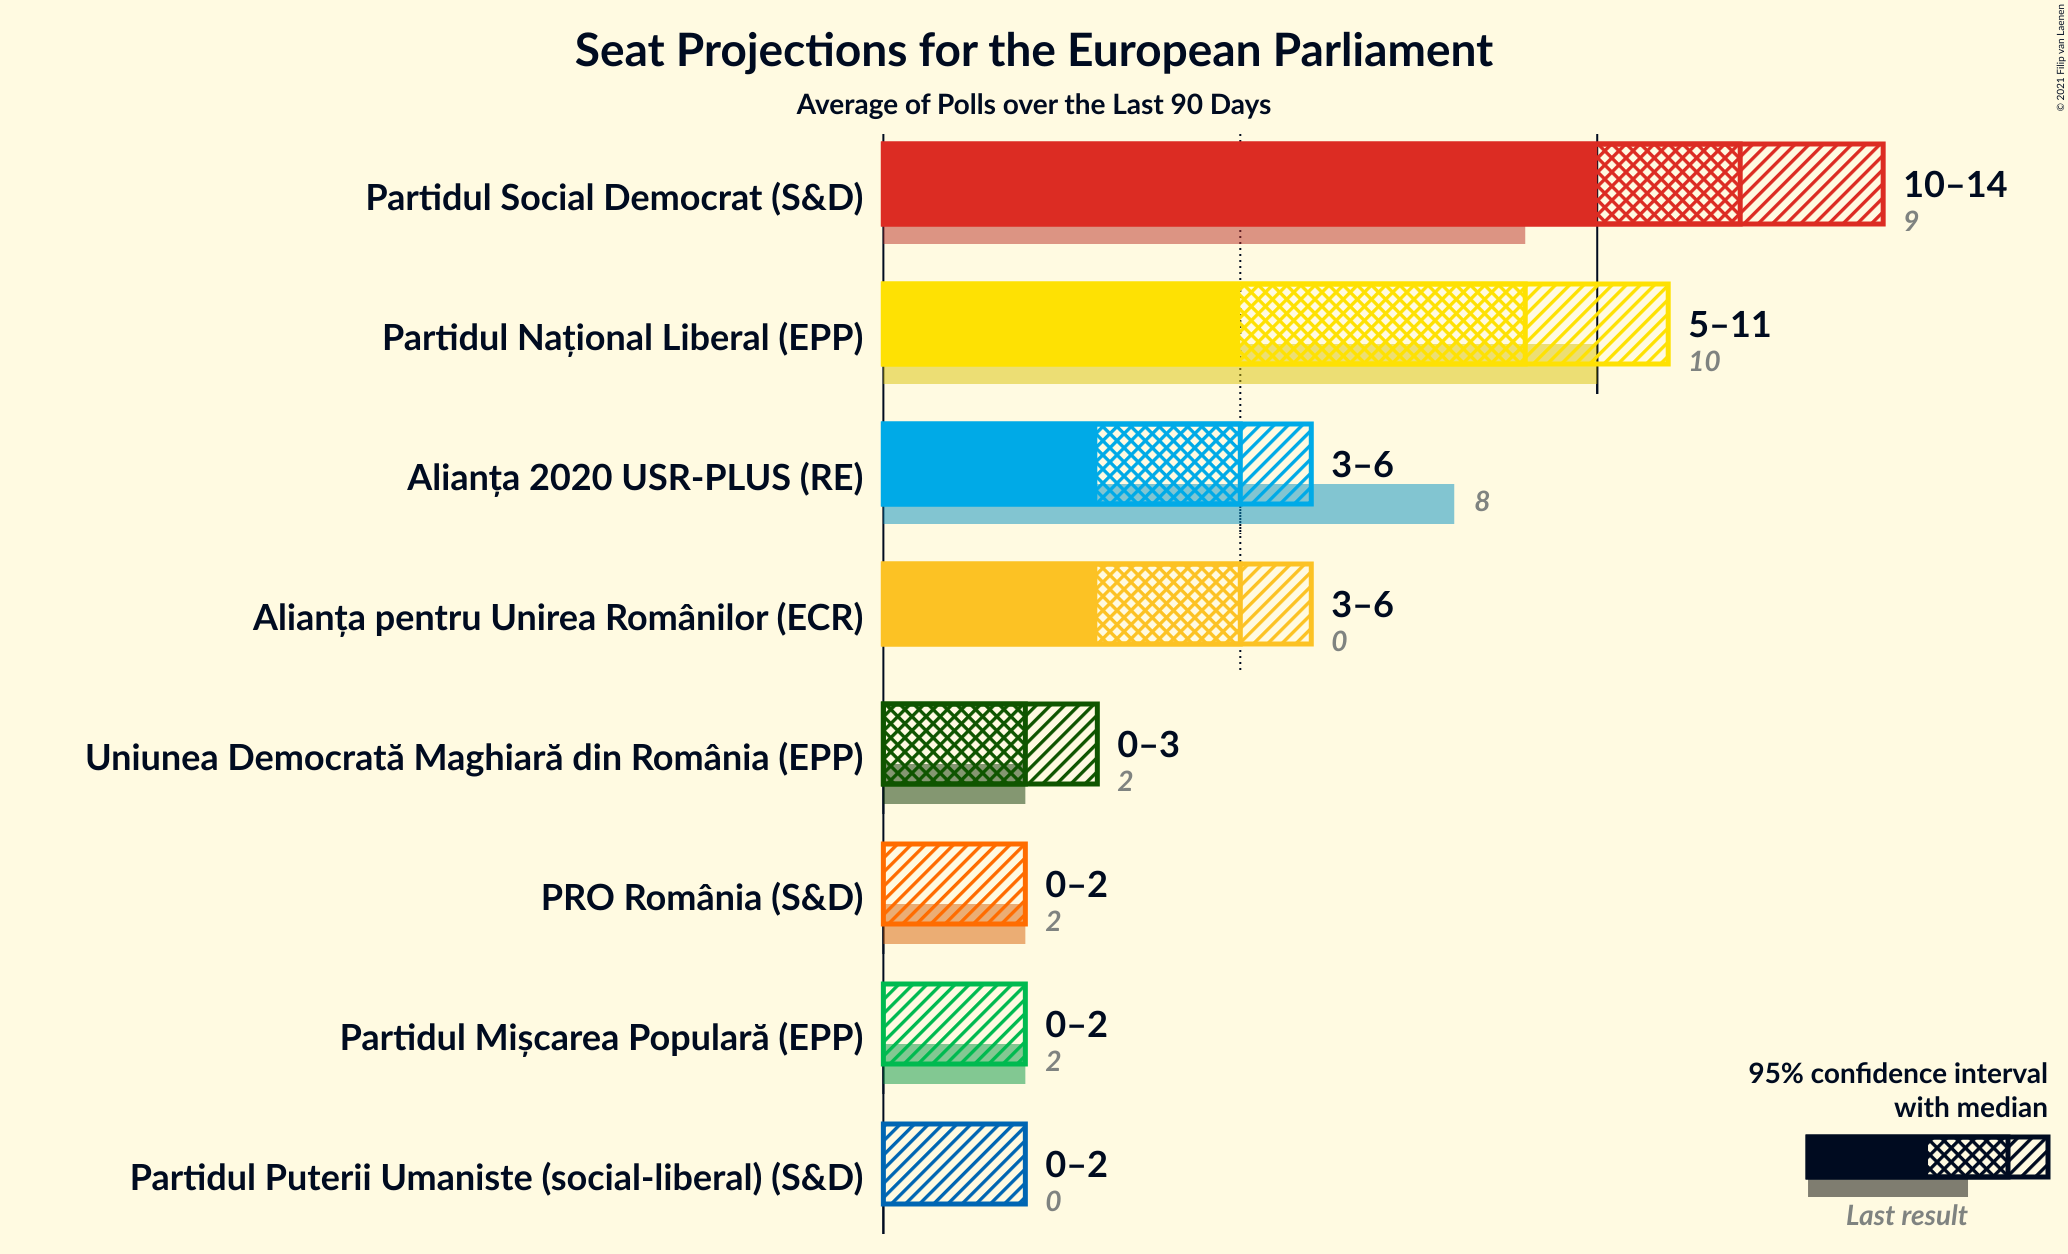 Seat Projections for the European Parliament
Average of Polls over the Last 90 Days
© 2021 Filip van Laenen
Partidul Social Democrat (S&D)
10–14
9
Partidul Național Liberal (EPP)
5–11
10
Alianța 2020 USR-PLUS (RE)
3–6
8
Alianța pentru Unirea Românilor (ECR)
3–6
0
Uniunea Democrată Maghiară din România (EPP)
0–3
2
PRO România (S&D)
0–2
2
Partidul Mișcarea Populară (EPP)
0–2
2
Partidul Puterii Umaniste (social-liberal) (S&D)
0–2
0
95% confidence interval
with median
Last result